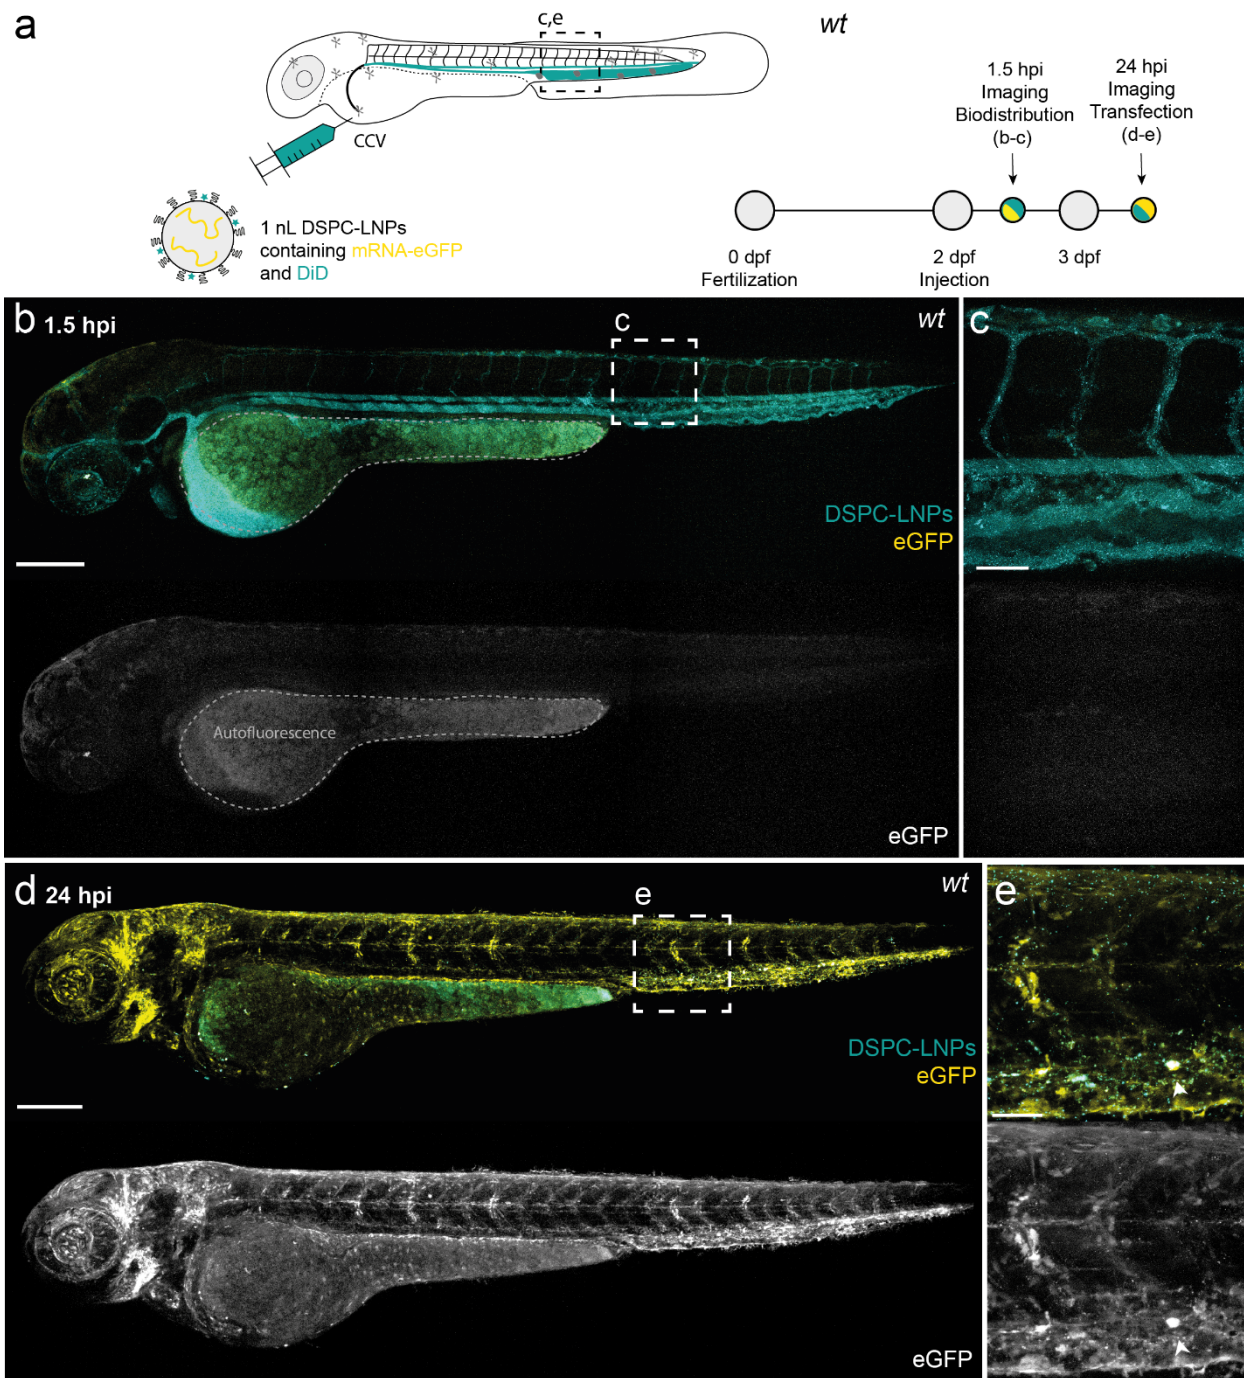 a
c,e
wt
CCV
1 nL DSPC-LNPs
containing mRNA-eGFP
and DiD
1.5 hpi
Imaging
Biodistribution
(b-c)
24 hpi
Imaging
Transfection
(d-e)
0 dpf
Fertilization
2 dpf
Injection
3 dpf
b 1.5 hpi
c
wt
DSPC-LNPs
eGFP
Autofluorescence
eGFP
c
d 24 hpi
e
wt
DSPC-LNPs
eGFP
eGFP
e